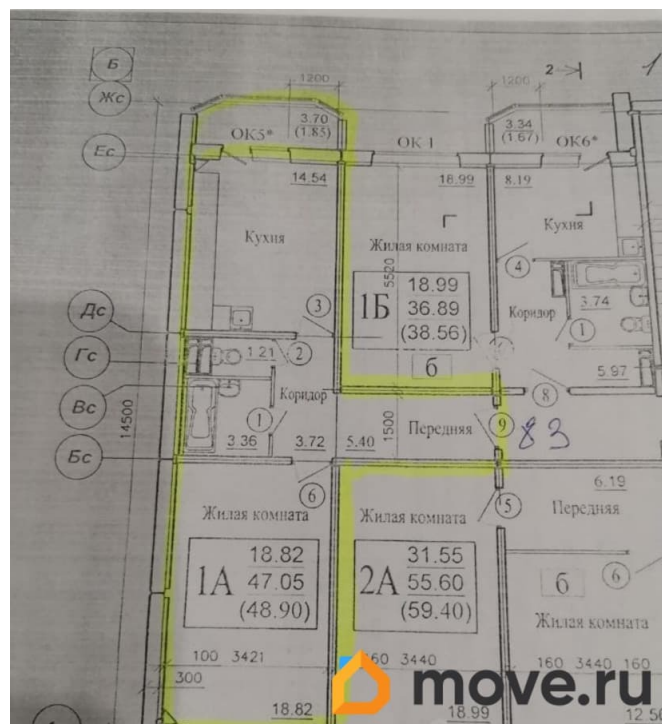 Б
1200
1200
2
1
Жс
3.70
(1.85)
3.34
(1.67)
ОК5*
ОК 1
ОК6*
Ес
14.54
18.99
8.19
Кухня
Кухня
Жилая комната
4
5520
18.99
1Б
36.89
(38.56)
Коридор
3.74
3
Дс
1
2
1.21
б
Гс
5.97
Коридор
8
Вс
1
1500
Передняя
9
83
14500
3.36
3.72
5.40
Бс
6
6.19
5
Жилая комната
Жилая комната
Передняя
18.82
1А
47.05
(48.90)
31.55
2А
55.60
(59.40)
б
6
Жилая комната
100 3421
160 3440
160 3440 160
300
move.ru
18.82
18.99
12.50